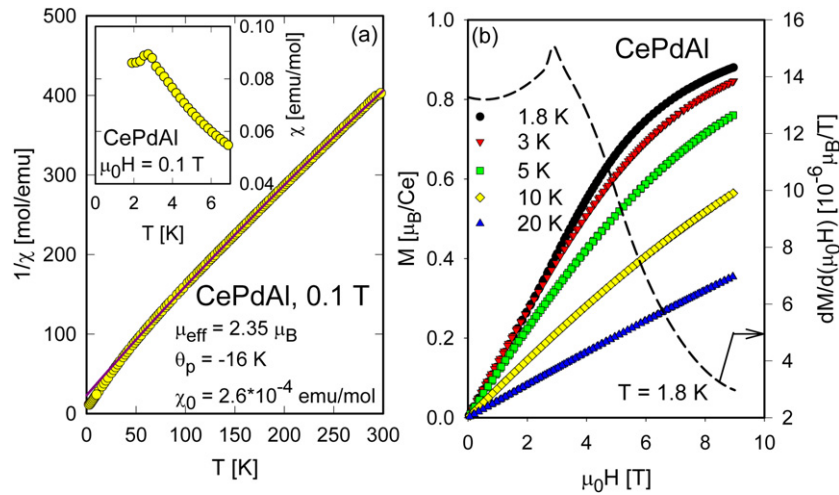 500
400
300
200
100
0
1/χ [mol/emu]
0 50 100 150 200 250 300
T [K]
(a)
0.10
0.08
0.06
0.04
χ [emu/mol]
CePdAl
μ₀H = 0.1 T
2 4 6
T [K]
CePdAl, 0.1 T
μeff = 2.35 μB
θp = -16 K
χ₀ = 2.6*10⁻⁴ emu/mol
(b)
CePdAl
1.8 K
3 K
5 K
10 K
20 K
T = 1.8 K
1.0
0.8
0.6
0.4
0.2
0.0
M [μB/Ce]
0 2 4 6 8 10
μ₀H [T]
16
14
12
10
8
6
4
2
dM/d(μ₀H) [10⁻⁶ μB/T]